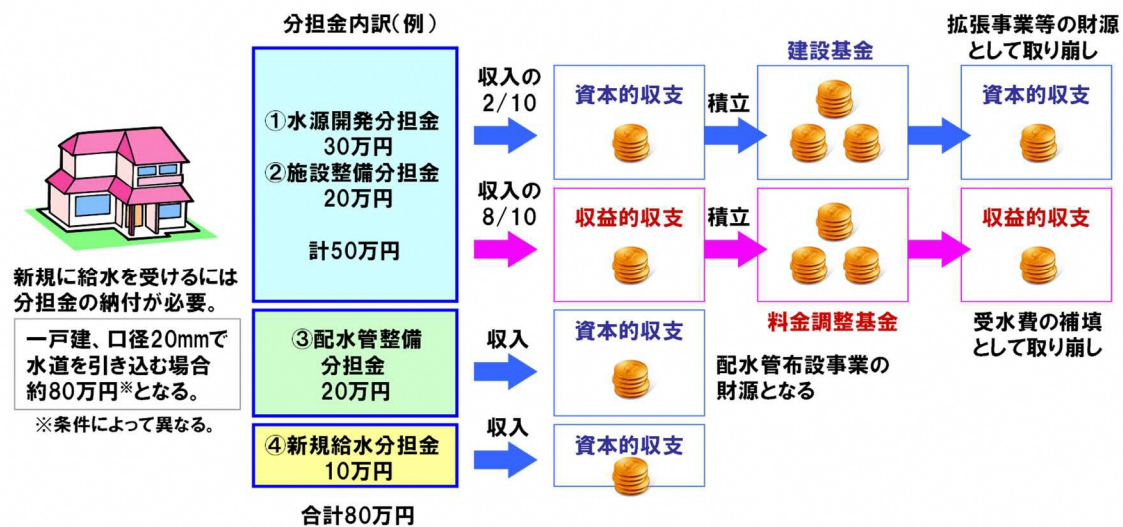 分担金内訳(例)
①水源開発分担金
30万円
②施設整備分担金
20万円
計50万円
③配水管整備
分担金
20万円
④新規給水分担金
10万円
合計80万円
新規に給水を受けるには
分担金の納付が必要。
一戸建、口径20mmで
水道を引き込む場合
約80万円※となる。
※条件によって異なる。
収入の
2/10
資本的収支
積立
建設基金
拡張事業等の財源
として取り崩し
資本的収支
収入の
8/10
収益的収支
積立
料金調整基金
収益的収支
受水費の補填
として取り崩し
収入
資本的収支
配水管布設事業の
財源となる
収入
資本的収支